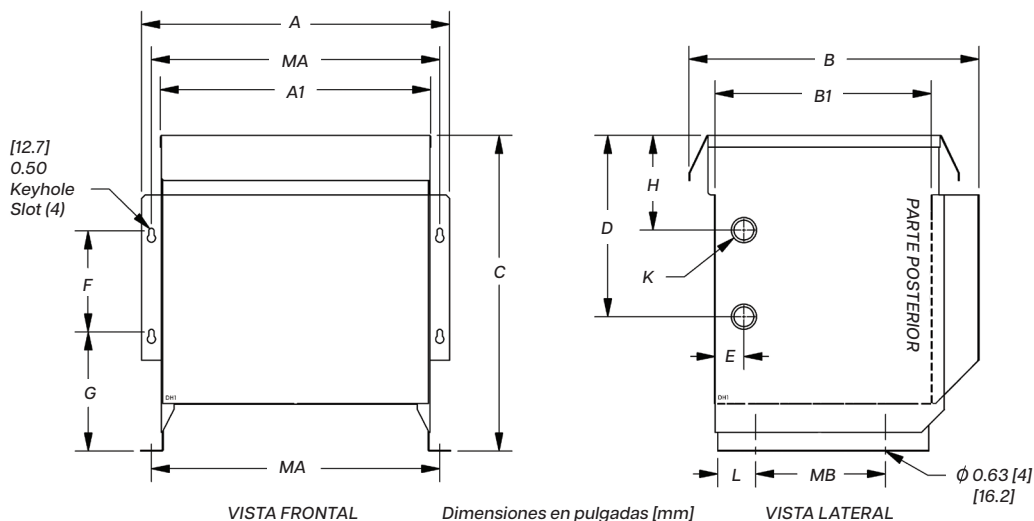 A
MA
A1
[12.7]
0.50
Keyhole
Slot (4)
F
G
C
DH1
MA
VISTA FRONTAL
Dimensiones en pulgadas [mm]
B
B1
H
D
K
E
PARTE POSTERIOR
DH1
L
MB
Ø 0.63 [4]
[16.2]
VISTA LATERAL